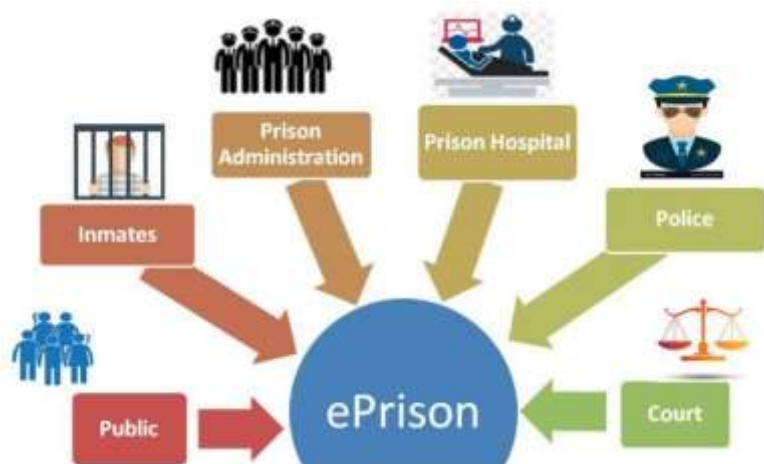 Prison
Administration
Prison Hospital
Inmates
Police
Public
ePrison
Court